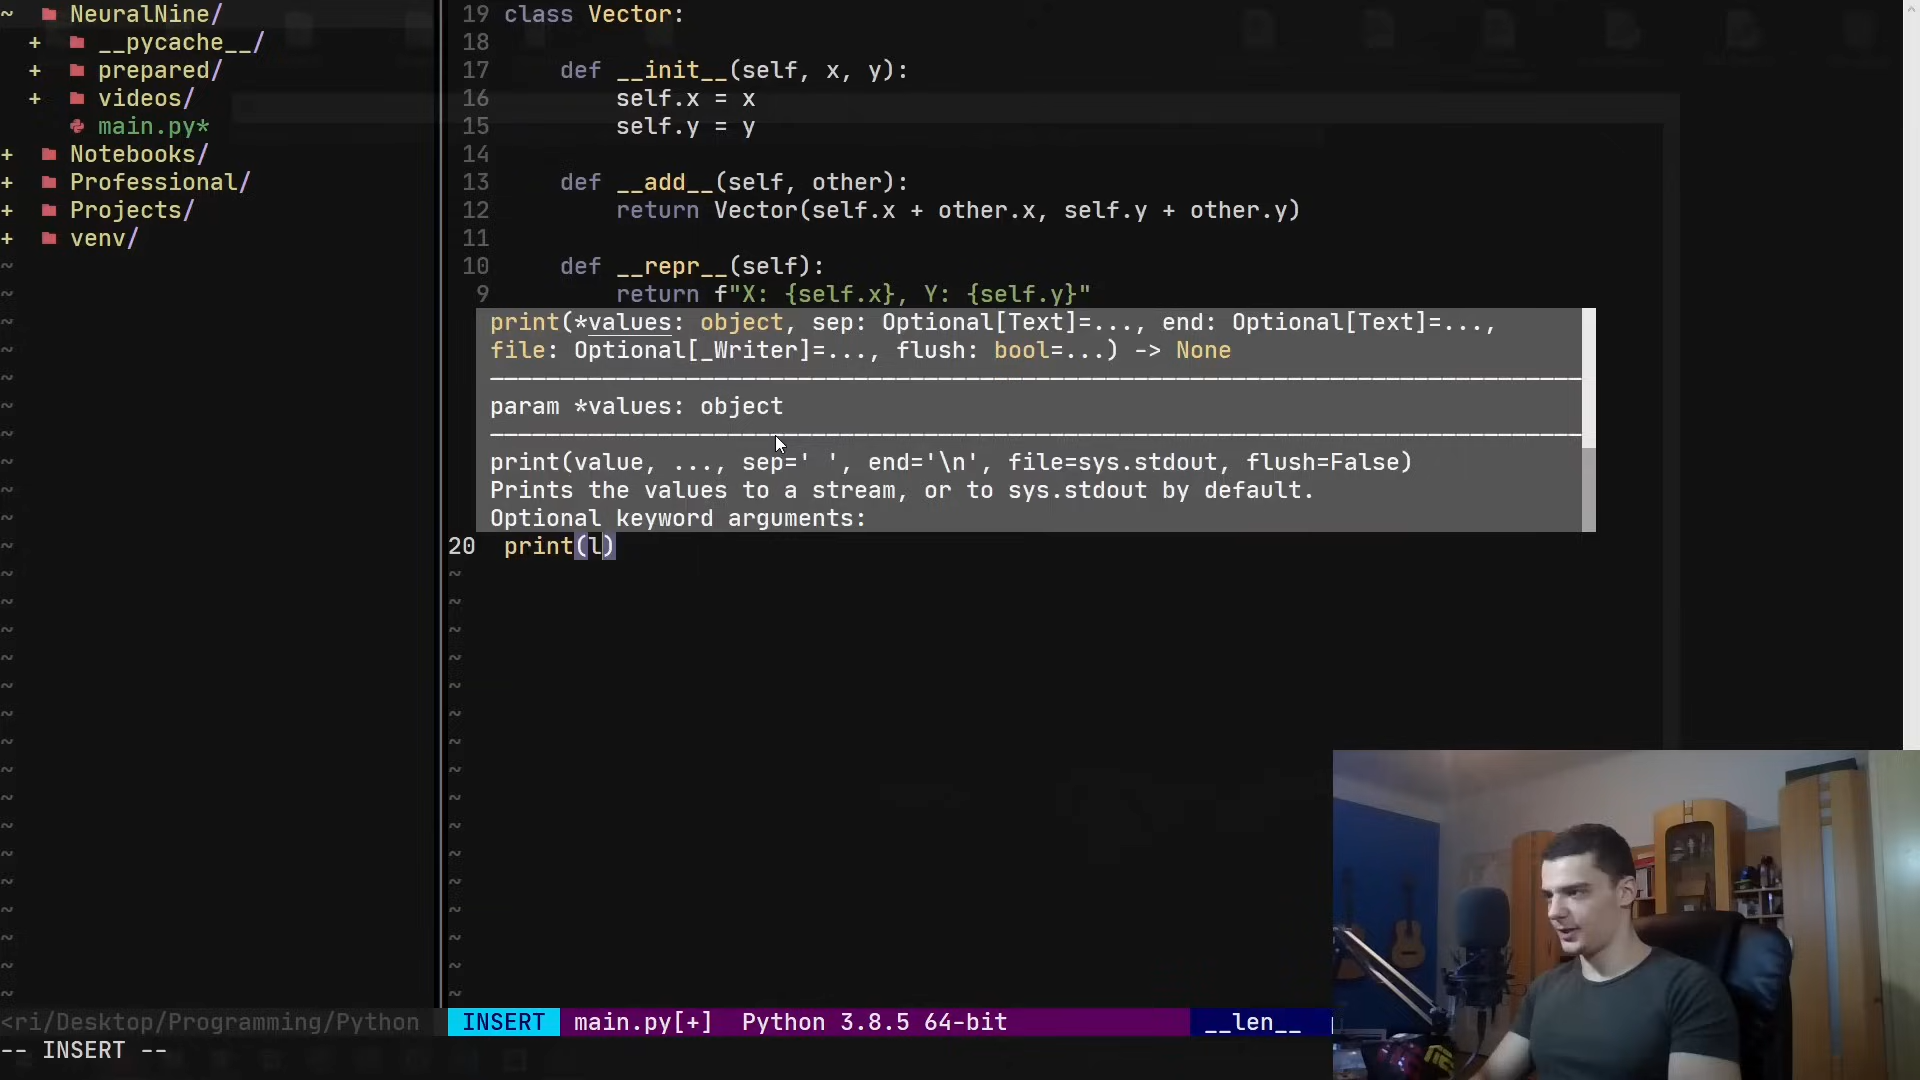 ~ NeuralNine/
+ __pycache__/
+ prepared/
+ videos/
main.py*
+ Notebooks/
+ Professional/
+ Projects/
+ venv/
19 class Vector:
18
17 def __init__(self, x, y):
16 self.x = x
15 self.y = y
14
13 def __add__(self, other):
12 return Vector(self.x + other.x, self.y + other.y)
11
10 def __repr__(self):
9 return f"X: {self.x}, Y: {self.y}"
print(*values: object, sep: Optional[Text]=..., end: Optional[Text]=...,
file: Optional[_Writer]=..., flush: bool=...) -> None
param *values: object
print(value, ..., sep=' ', end='\n', file=sys.stdout, flush=False)
Prints the values to a stream, or to sys.stdout by default.
Optional keyword arguments:
20 print(l)
<ri/Desktop/Programming/Python INSERT main.py[+] Python 3.8.5 64-bit __len__
-- INSERT --